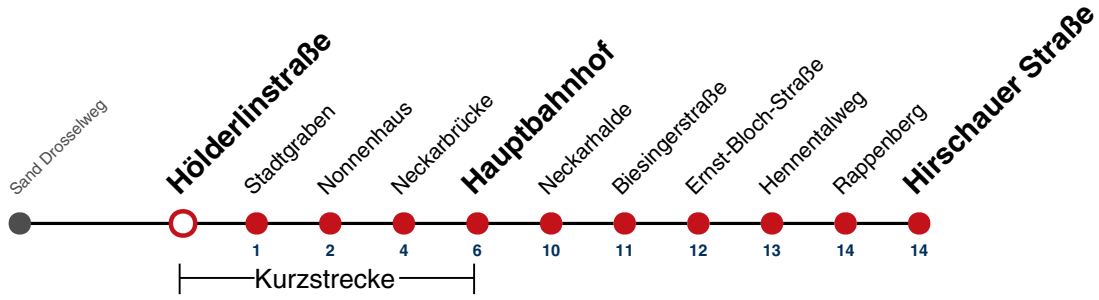 Sand Drosselweg
Hölderlinstraße
Stadtgraben
Nonnenhaus
Neckarbrücke
Hauptbahnhof
Neckarhalde
Biesingerstraße
Ernst-Bloch-Straße
Hennentalweg
Rappenberg
Hirschauer Straße
1 2 4 6 10 11 12 13 14 14
Kurzstrecke